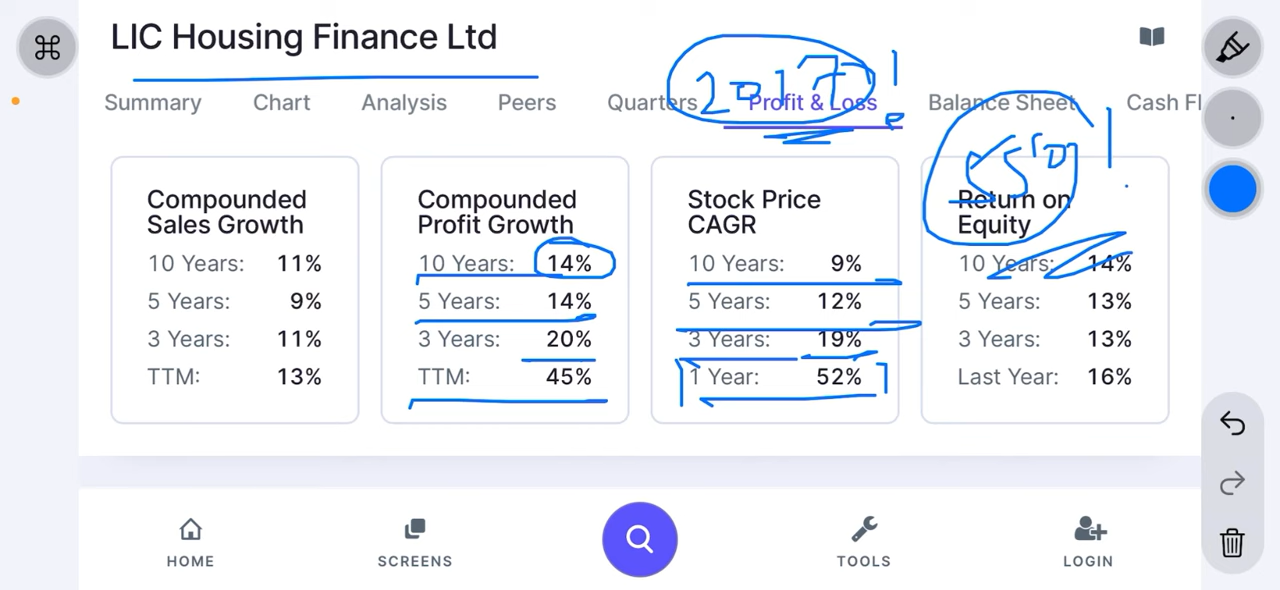 LIC Housing Finance Ltd
2017 !
Summary Chart Analysis Peers Quarters Profit & Loss Balance Sheet Cash Fl
Compounded Sales Growth
10 Years: 11%
5 Years: 9%
3 Years: 11%
TTM: 13%
Compounded Profit Growth
10 Years: 14%
5 Years: 14%
3 Years: 20%
TTM: 45%
Stock Price CAGR
10 Years: 9%
5 Years: 12%
3 Years: 19%
1 Year: 52%
Return on Equity
10 Years: 14%
5 Years: 13%
3 Years: 13%
Last Year: 16%
HOME SCREENS TOOLS LOGIN